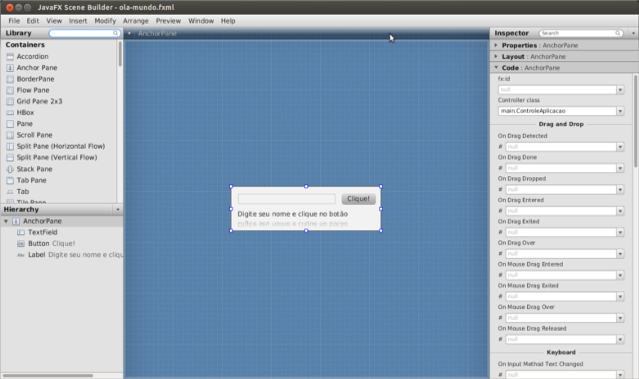 JavaFX Scene Builder - ola-mundo.fxml
File Edit View Insert Modify Arrange Preview Window Help
Library
Containers
Accordion
Anchor Pane
BorderPane
Flow Pane
Grid Pane 2x3
HBox
Pane
Scroll Pane
Split Pane (Horizontal Flow)
Split Pane (Vertical Flow)
Stack Pane
Tab Pane
Tab
Hierarchy
AnchorPane
TextField
Button Clique!
Label Digite seu nome e cliqu
AnchorPane
Clique!
Digite seu nome e clique no botão
Inspector Search
Properties : AnchorPane
Layout : AnchorPane
Code : AnchorPane
fx:id
null
Controller class
main.ControleAplicacao
Drag and Drop
On Drag Detected
# null
On Drag Done
# null
On Drag Dropped
# null
On Drag Entered
# null
On Drag Exited
# null
On Drag Over
# null
On Mouse Drag Entered
# null
On Mouse Drag Exited
# null
On Mouse Drag Over
# null
On Mouse Drag Released
# null
Keyboard
On Input Method Text Changed
# null